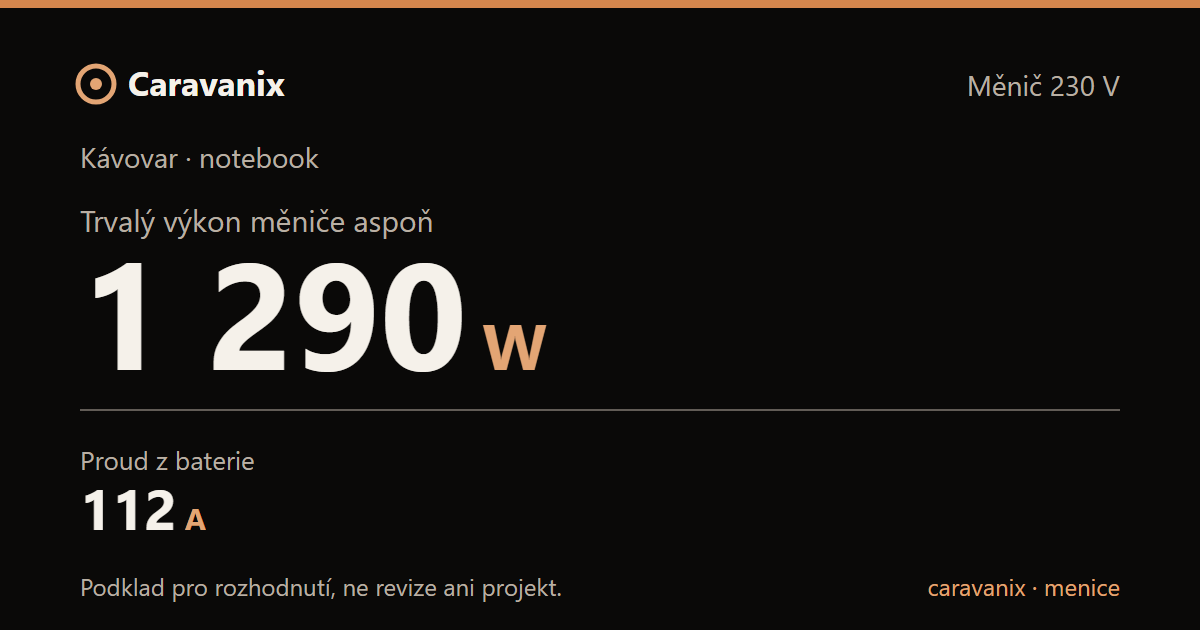 Caravanix
Měnič 230 V
Kávovar · notebook
Trvalý výkon měniče aspoň
1 290 W
Proud z baterie
112 A
Podklad pro rozhodnutí, ne revize ani projekt.
caravanix · menice